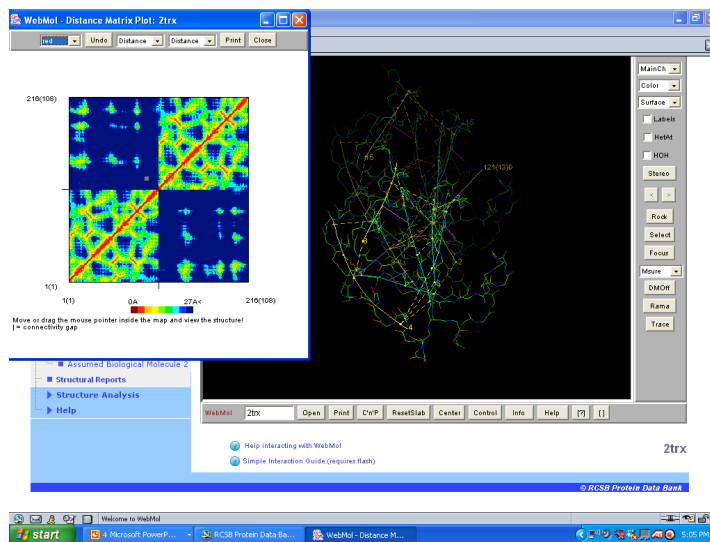 WebMol - Distance Matrix Plot: 2trx
red Undo Distance Distance Print Close
216(108)
1(1)
1(1) 0A 27A< 216(108)
Move or drag the mouse pointer inside the map and view the structure!
| = connectivity gap
121(13)D
MainCh
Color
Surface
Labels
HetAt
HOH
Stereo
< >
Rock
Select
Focus
Msure
DMOff
Rama
Trace
Assumed Biological Molecule 2
Structural Reports
Structure Analysis
Help
WebMol 2trx Open Print C'n'P ResetSlab Center Control Info Help [?] [ ]
Help interacting with WebMol
Simple Interaction Guide (requires flash)
2trx
© RCSB Protein Data Bank
Welcome to WebMol
start 4 Microsoft PowerP... RCSB Protein Data Ba... WebMol - Distance M... 5:05 PM